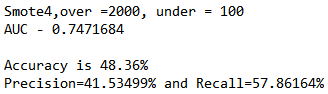 Smote4,over =2000, under = 100
AUC - 0.7471684
Accuracy is 48.36%
Precision=41.53499% and Recall=57.86164%